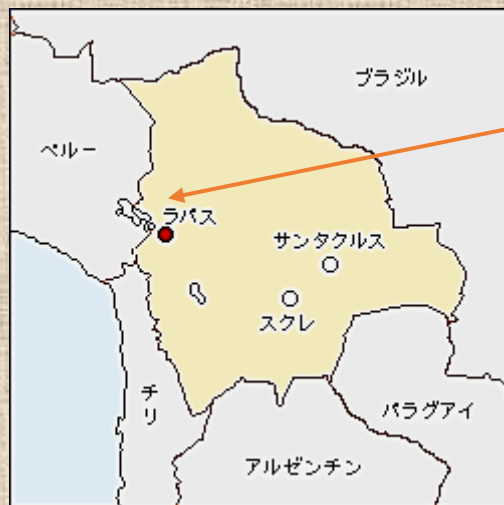 ブラジル
ペルー
ラパス
サンタクルス
スクレ
チリ
パラグアイ
アルゼンチン